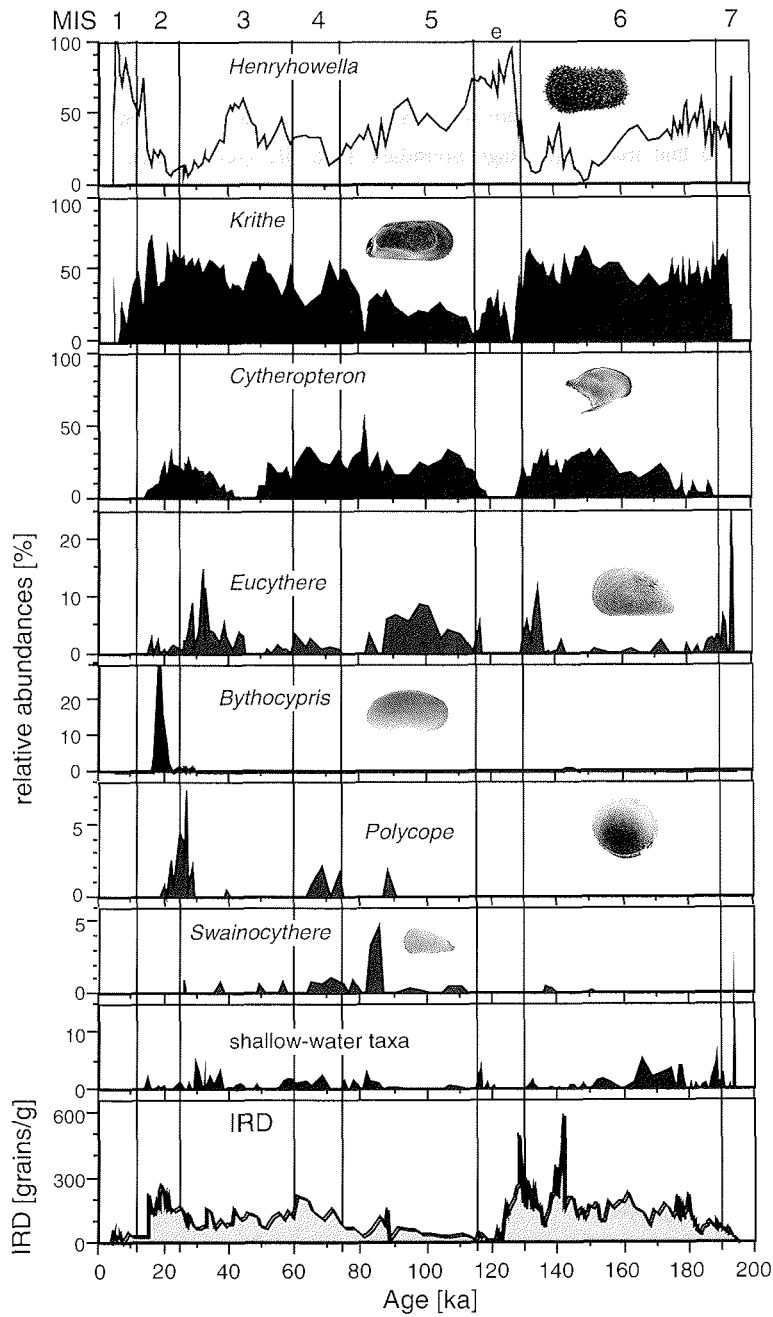 MIS 1 2 3 4 5 e 6 7
100
Henryhowella
50
0
100
Krithe
50
0
100
Cytheropteron
50
0
20
Eucythere
10
0
Bythocypris
20
10
0
5
Polycope
0
5
Swainocythere
0
10
shallow-water taxa
0
relative abundances [%]
600
IRD
300
0
IRD [grains/g]
0 20 40 60 80 100 120 140 160 180 200
Age [ka]